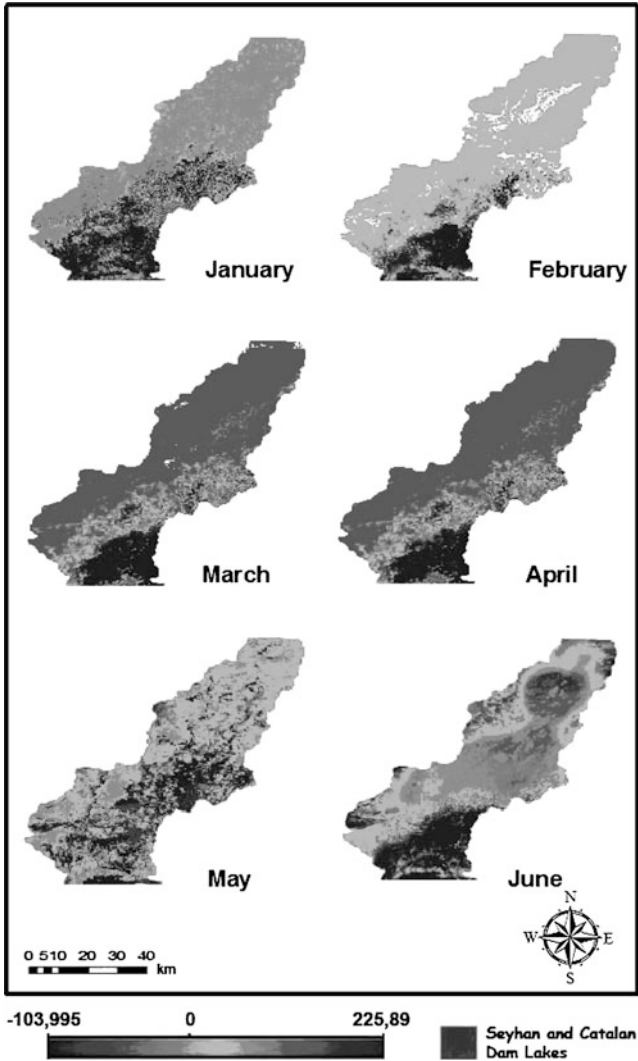 January
February
March
April
May
June
N
W E
S
0 510 20 30 40
km
-103,995 0 225,89
Seyhan and Catalan
Dam Lakes